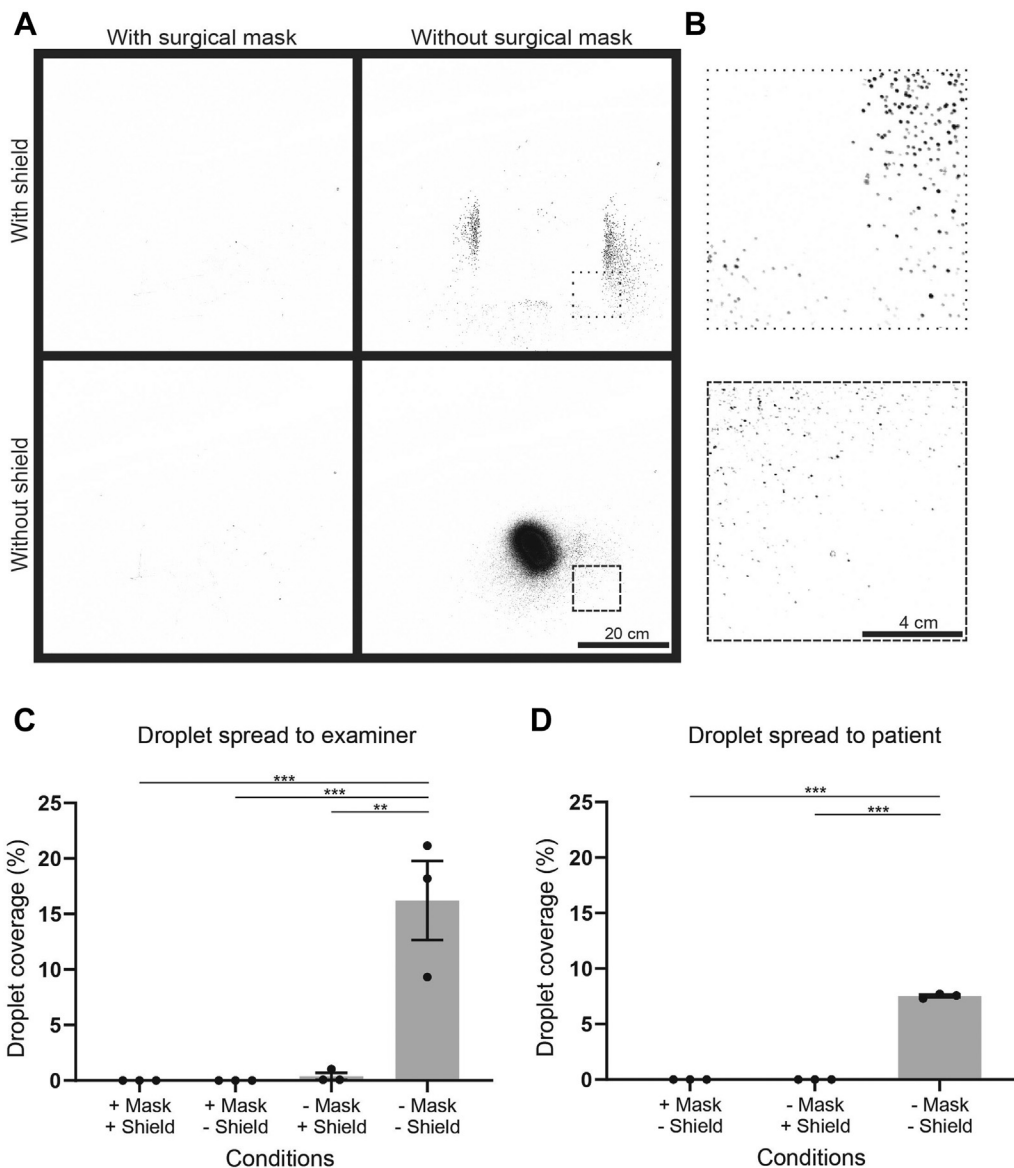 A
B
With surgical mask
Without surgical mask
With shield
Without shield
20 cm
4 cm
C
D
Droplet spread to examiner
Droplet spread to patient
***
***
**
Droplet coverage (%)
25
20
15
10
5
0
+ Mask
+ Shield
+ Mask
- Shield
- Mask
+ Shield
- Mask
- Shield
Conditions
***
***
Droplet coverage (%)
25
20
15
10
5
0
+ Mask
- Shield
- Mask
+ Shield
- Mask
- Shield
Conditions